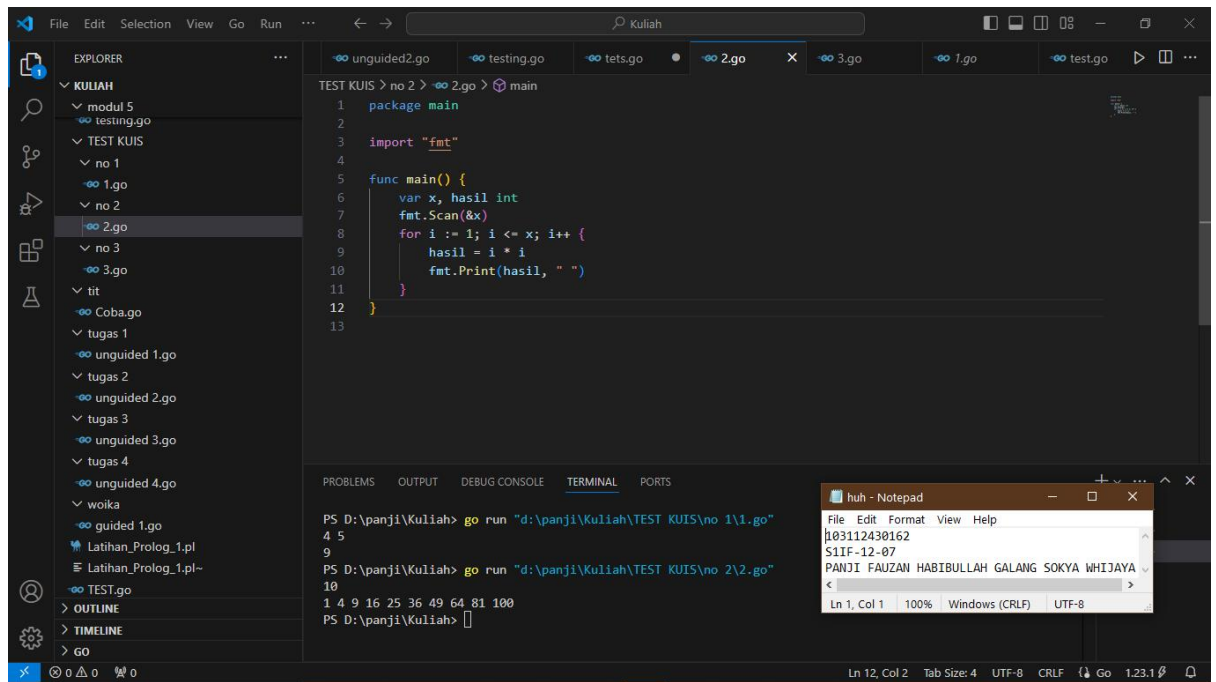 File Edit Selection View Go Run ··· Kuliah
EXPLORER ···
KULIAH
modul 5
testing.go
TEST KUIS
no 1
1.go
no 2
2.go
no 3
3.go
tit
Coba.go
tugas 1
unguided 1.go
tugas 2
unguided 2.go
tugas 3
unguided 3.go
tugas 4
unguided 4.go
woika
guided 1.go
Latihan_Prolog_1.pl
Latihan_Prolog_1.pl~
TEST.go
OUTLINE
TIMELINE
GO
unguided2.go testing.go tets.go 2.go 3.go 1.go test.go
TEST KUIS > no 2 > 2.go > main
1 package main
2
3 import "fmt"
4
5 func main() {
6 var x, hasil int
7 fmt.Scan(&x)
8 for i := 1; i <= x; i++ {
9 hasil = i * i
10 fmt.Print(hasil, " ")
11 }
12 }
13
PROBLEMS OUTPUT DEBUG CONSOLE TERMINAL PORTS
PS D:\panji\Kuliah> go run "d:\panji\Kuliah\TEST KUIS\no 1\1.go"
4 5
9
PS D:\panji\Kuliah> go run "d:\panji\Kuliah\TEST KUIS\no 2\2.go"
10
1 4 9 16 25 36 49 64 81 100
PS D:\panji\Kuliah>
huh - Notepad
File Edit Format View Help
103112430162
S1IF-12-07
PANJI FAUZAN HABIBULLAH GALANG SOKYA WHIJAYA
Ln 1, Col 1 100% Windows (CRLF) UTF-8
1
0 0 0 Ln 12, Col 2 Tab Size: 4 UTF-8 CRLF Go 1.23.1